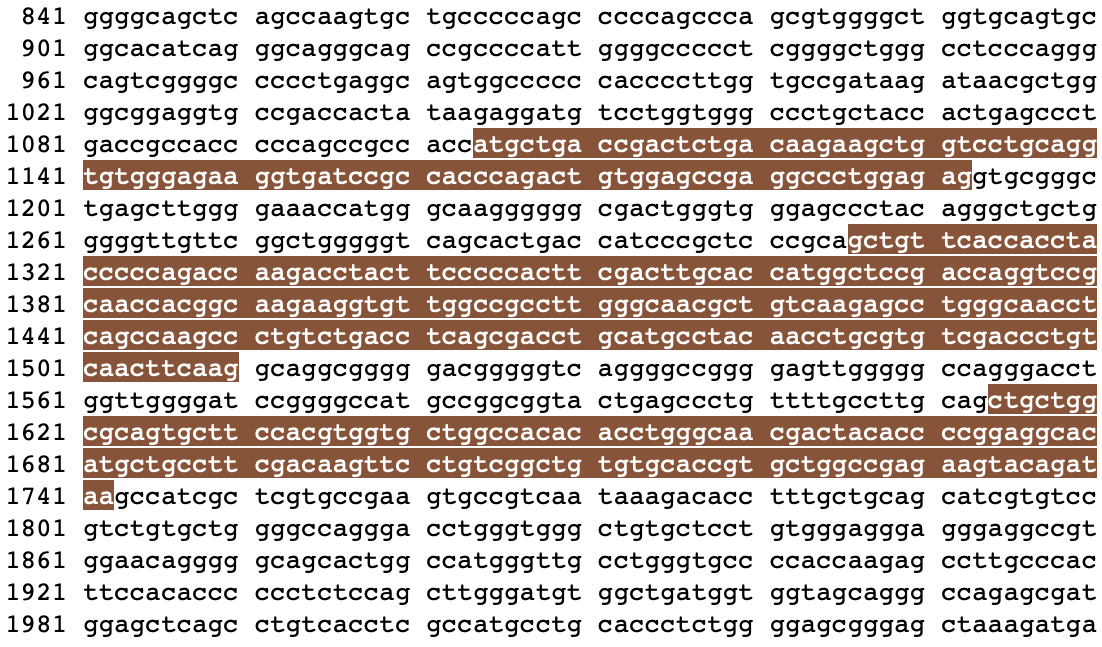 841 ggggcagctc agccaagtgc tgcccccagc ccccagccca gcgtggggct ggtgcagtgc
901 ggcacatcag ggcagggcag ccgccccatt ggggccccct cggggctggg cctcccaggg
961 cagtcggggc cccctgaggc agtggccccc caccccttgg tgccgataag ataacgctgg
1021 ggcggaggtg ccgaccacta taagaggatg tcctggtggg ccctgctacc actgagccct
1081 gaccgccacc cccagccgcc accatgctga ccgactctga caagaagctg gtcctgcagg
1141 tgtgggagaa ggtgatccgc cacccagact gtggagccga ggccctggag aggtgcgggc
1201 tgagcttggg gaaaccatgg gcaagggggg cgactgggtg ggagccctac agggctgctg
1261 ggggttgttc ggctgggggt cagcactgac catcccgctc ccgcagctgt tcaccaccta
1321 cccccagacc aagacctact tcccccactt cgacttgcac catggctccg accaggtccg
1381 caaccacggc aagaaggtgt tggccgcctt gggcaacgct gtcaagagcc tgggcaacct
1441 cagccaagcc ctgtctgacc tcagcgacct gcatgcctac aacctgcgtg tcgaccctgt
1501 caacttcaag gcaggcgggg gacgggggtc aggggccggg gagttggggg ccagggacct
1561 ggttggggat ccggggccat gccggcggta ctgagccctg ttttgccttg cagctgctgg
1621 cgcagtgctt ccacgtggtg ctggccacac acctgggcaa cgactacacc ccggaggcac
1681 atgctgcctt cgacaagttc ctgtcggctg tgtgcaccgt gctggccgag aagtacagat
1741 aagccatcgc tcgtgccgaa gtgccgtcaa taaagacacc tttgctgcag catcgtgtcc
1801 gtctgtgctg gggccaggga cctgggtggg ctgtgctcct gtgggaggga gggaggccgt
1861 ggaacagggg gcagcactgg ccatgggttg cctgggtgcc ccaccaagag ccttgcccac
1921 ttccacaccc ccctctccag cttgggatgt ggctgatggt ggtagcaggg ccagagcgat
1981 ggagctcagc ctgtcacctc gccatgcctg caccctctgg ggagcgggag ctaaagatga